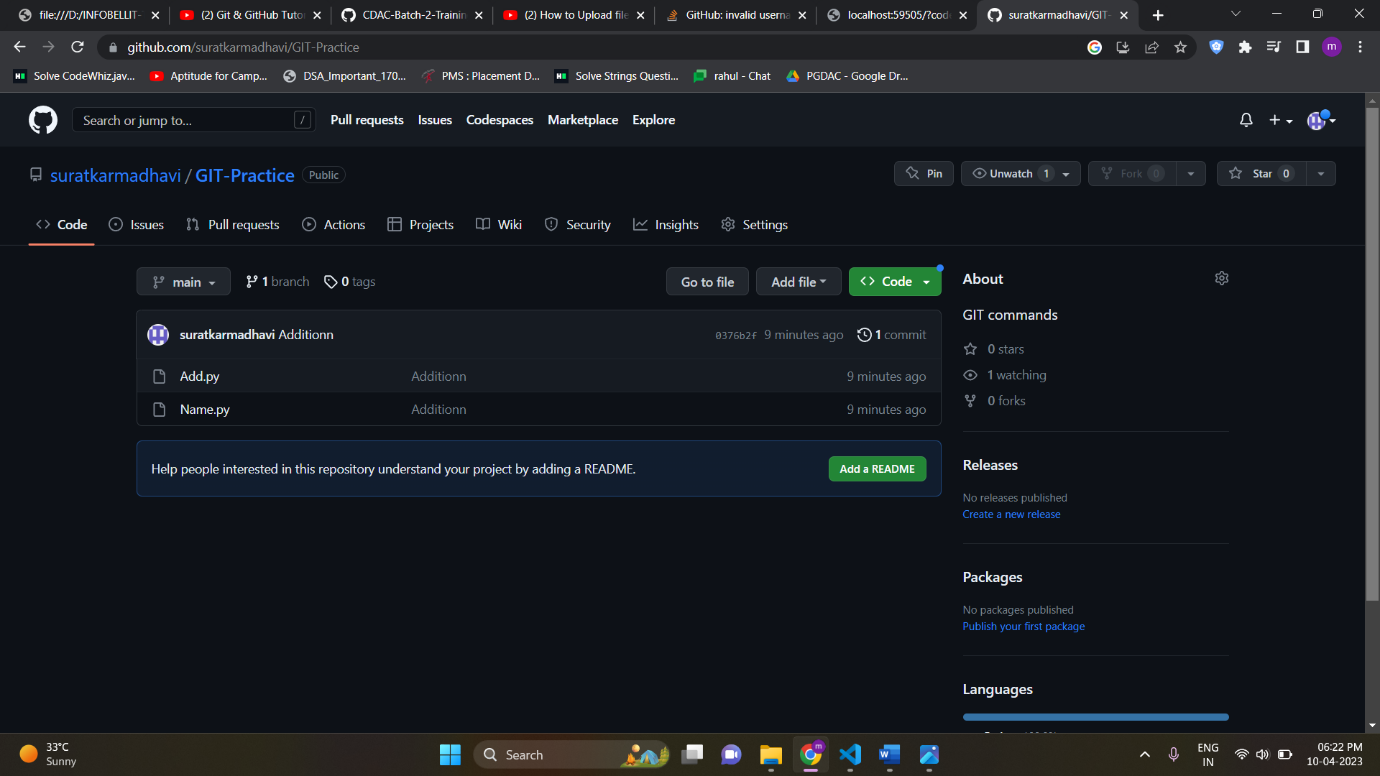 file:///D:/INFOBELLIT- (2) Git & GitHub Tutor CDAC-Batch-2-Trainin (2) How to Upload file GitHub: invalid userna localhost:59505/?code suratkarmadhavi/GIT-
github.com/suratkarmadhavi/GIT-Practice m
Solve CodeWhiz.jav... Aptitude for Camp... DSA_Important_170... PMS : Placement D... Solve Strings Questi... rahul - Chat PGDAC - Google Dr...
Search or jump to... / Pull requests Issues Codespaces Marketplace Explore
suratkarmadhavi / GIT-Practice Public Pin Unwatch 1 Fork 0 Star 0
Code Issues Pull requests Actions Projects Wiki Security Insights Settings
main 1 branch 0 tags Go to file Add file Code
suratkarmadhavi Additionn 0376b2f 9 minutes ago 1 commit
Add.py Additionn 9 minutes ago
Name.py Additionn 9 minutes ago
Help people interested in this repository understand your project by adding a README. Add a README
About
GIT commands
0 stars
1 watching
0 forks
Releases
No releases published
Create a new release
Packages
No packages published
Publish your first package
Languages
33°C
Sunny
Search
m
ENG
IN
06:22 PM
10-04-2023